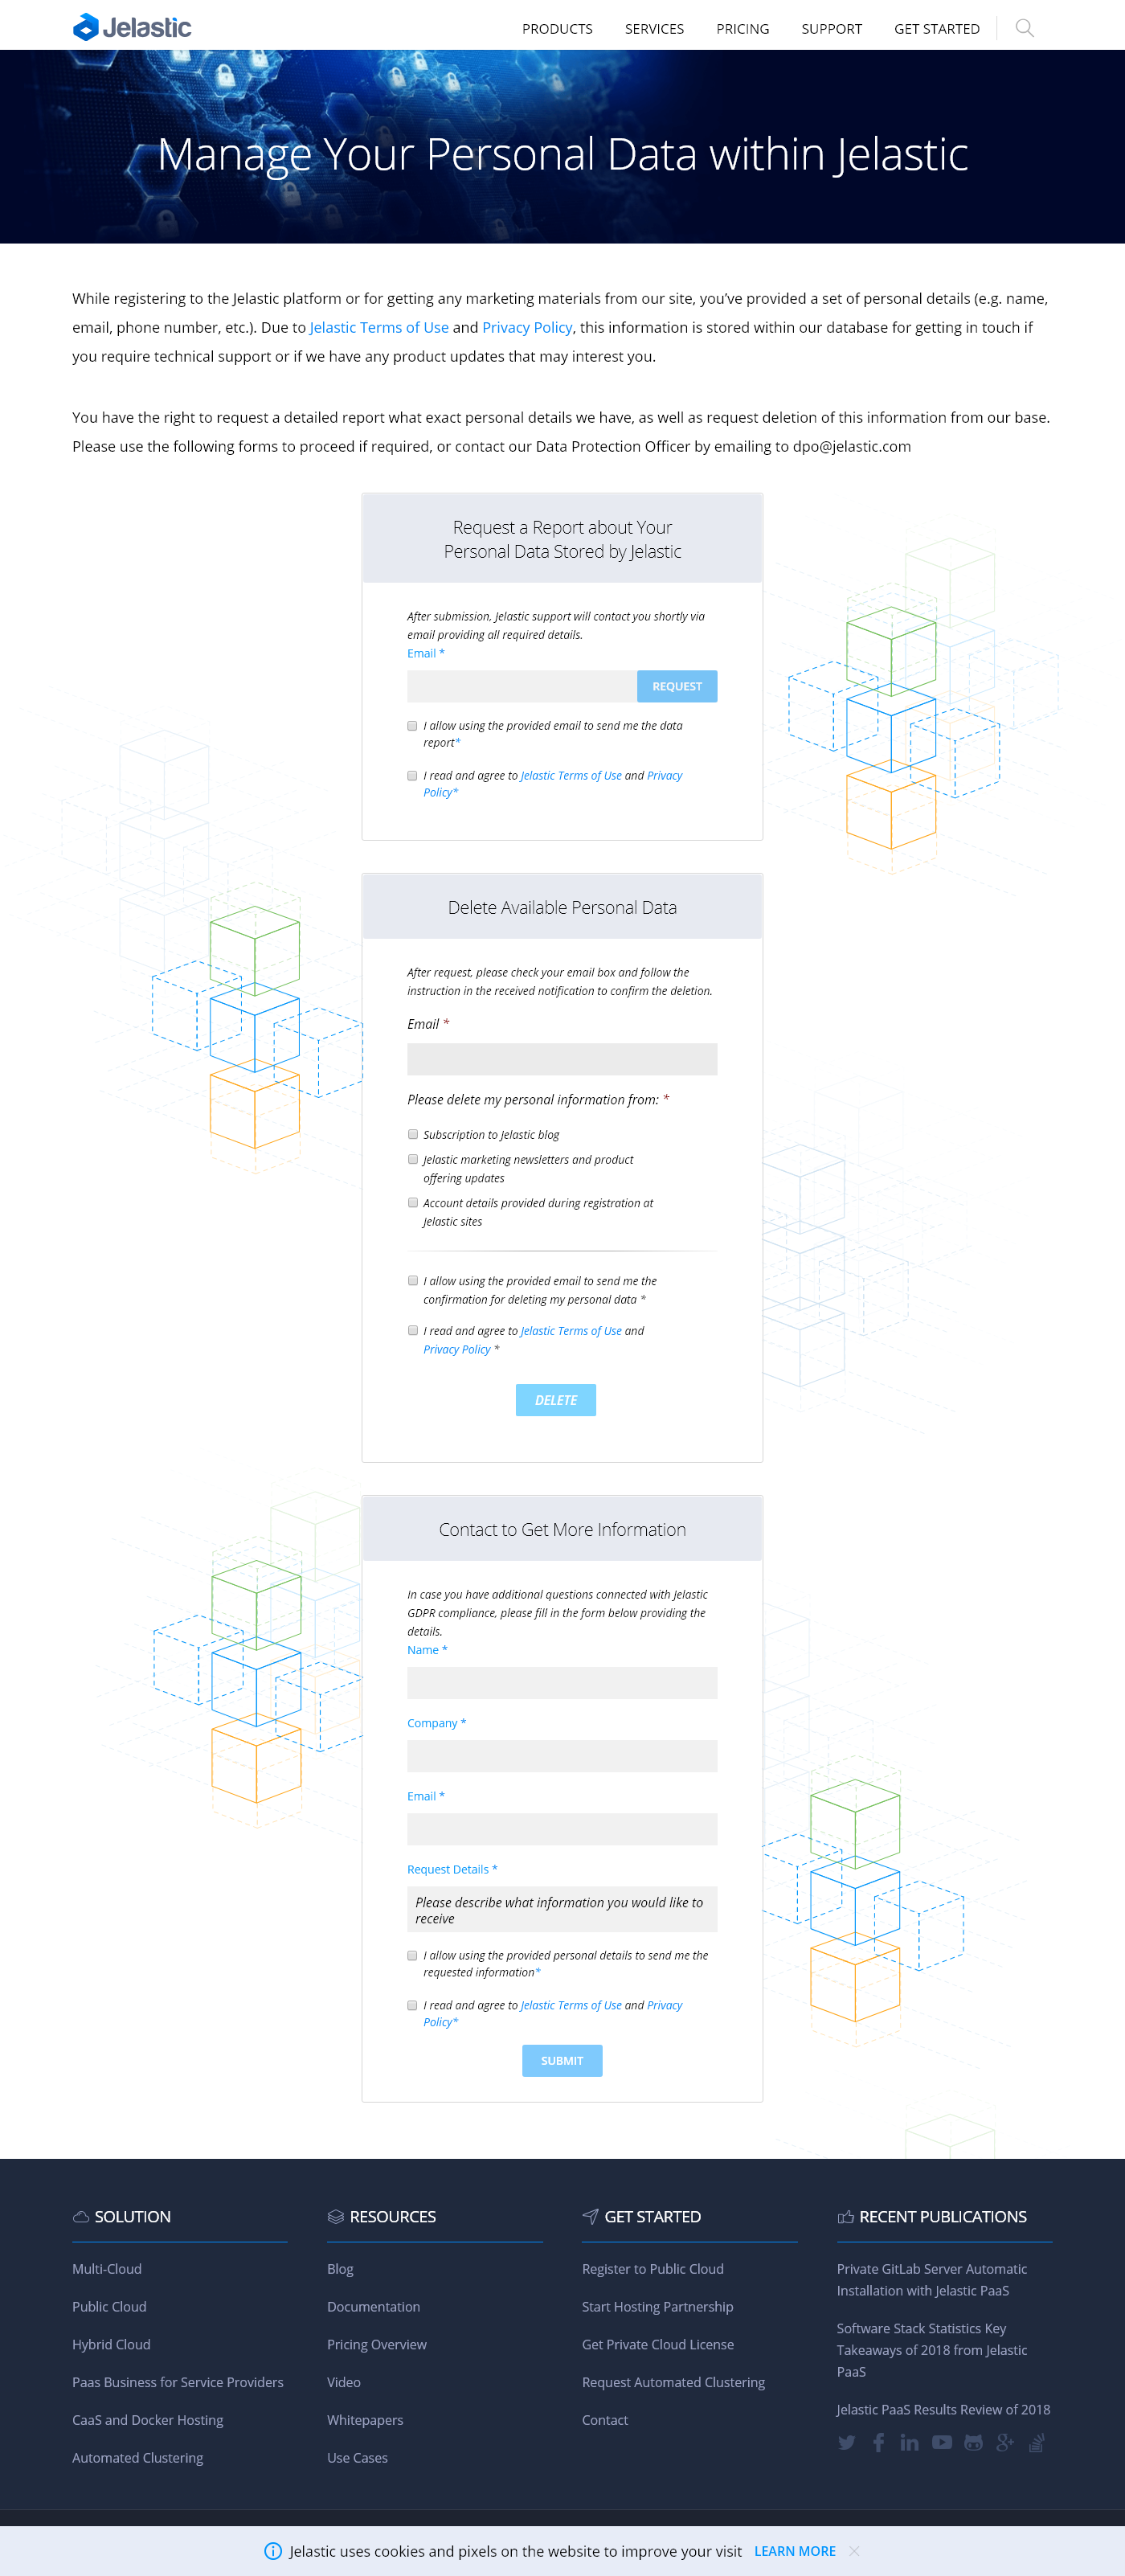 Jelastic
PRODUCTS SERVICES PRICING SUPPORT GET STARTED
Manage Your Personal Data within Jelastic
While registering to the Jelastic platform or for getting any marketing materials from our site, you've provided a set of personal details (e.g. name,
email, phone number, etc.). Due to Jelastic Terms of Use and Privacy Policy, this information is stored within our database for getting in touch if
you require technical support or if we have any product updates that may interest you.
You have the right to request a detailed report what exact personal details we have, as well as request deletion of this information from our base.
Please use the following forms to proceed if required, or contact our Data Protection Officer by emailing to dpo@jelastic.com
Request a Report about Your
Personal Data Stored by Jelastic
After submission, Jelastic support will contact you shortly via
email providing all required details.
Email *
REQUEST
I allow using the provided email to send me the data
report*
I read and agree to Jelastic Terms of Use and Privacy
Policy*
Delete Available Personal Data
After request, please check your email box and follow the
instruction in the received notification to confirm the deletion.
Email *
Please delete my personal information from: *
Subscription to Jelastic blog
Jelastic marketing newsletters and product
offering updates
Account details provided during registration at
Jelastic sites
I allow using the provided email to send me the
confirmation for deleting my personal data *
I read and agree to Jelastic Terms of Use and
Privacy Policy *
DELETE
Contact to Get More Information
In case you have additional questions connected with Jelastic
GDPR compliance, please fill in the form below providing the
details.
Name *
Company *
Email *
Request Details *
Please describe what information you would like to
receive
I allow using the provided personal details to send me the
requested information*
I read and agree to Jelastic Terms of Use and Privacy
Policy*
SUBMIT
SOLUTION
Multi-Cloud
Public Cloud
Hybrid Cloud
Paas Business for Service Providers
CaaS and Docker Hosting
Automated Clustering
RESOURCES
Blog
Documentation
Pricing Overview
Video
Whitepapers
Use Cases
GET STARTED
Register to Public Cloud
Start Hosting Partnership
Get Private Cloud License
Request Automated Clustering
Contact
RECENT PUBLICATIONS
Private GitLab Server Automatic
Installation with Jelastic PaaS
Software Stack Statistics Key
Takeaways of 2018 from Jelastic
PaaS
Jelastic PaaS Results Review of 2018
Jelastic uses cookies and pixels on the website to improve your visit LEARN MORE